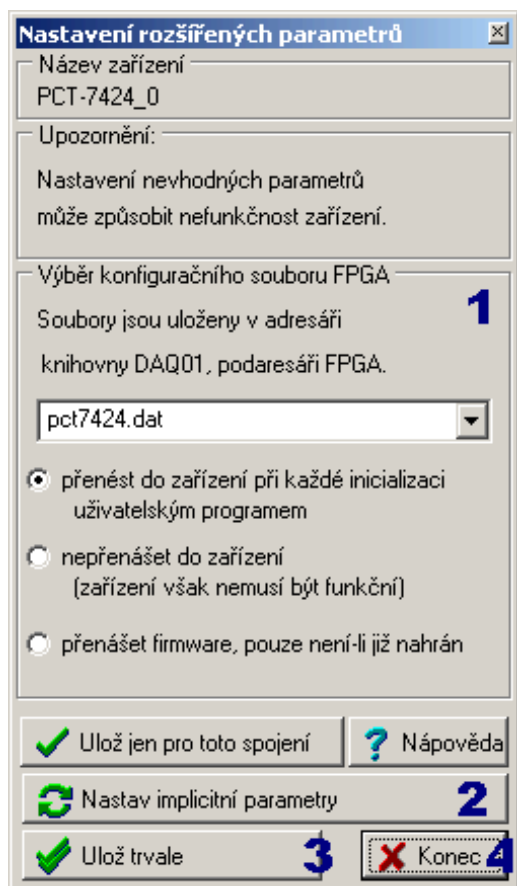 Nastavení rozšířených parametrů
Název zařízení
PCT-7424_0
Upozornění:
Nastavení nevhodných parametrů
může způsobit nefunkčnost zařízení.
Výběr konfiguračního souboru FPGA
1
Soubory jsou uloženy v adresáři
knihovny DAQ01, podaresáři FPGA.
pct7424.dat
přenést do zařízení při každé inicializaci
uživatelským programem
nepřenášet do zařízení
(zařízení však nemusí být funkční)
přenášet firmware, pouze není-li již nahrán
Ulož jen pro toto spojení
Nápověda
Nastav implicitní parametry 2
Ulož trvale 3
Konec 4